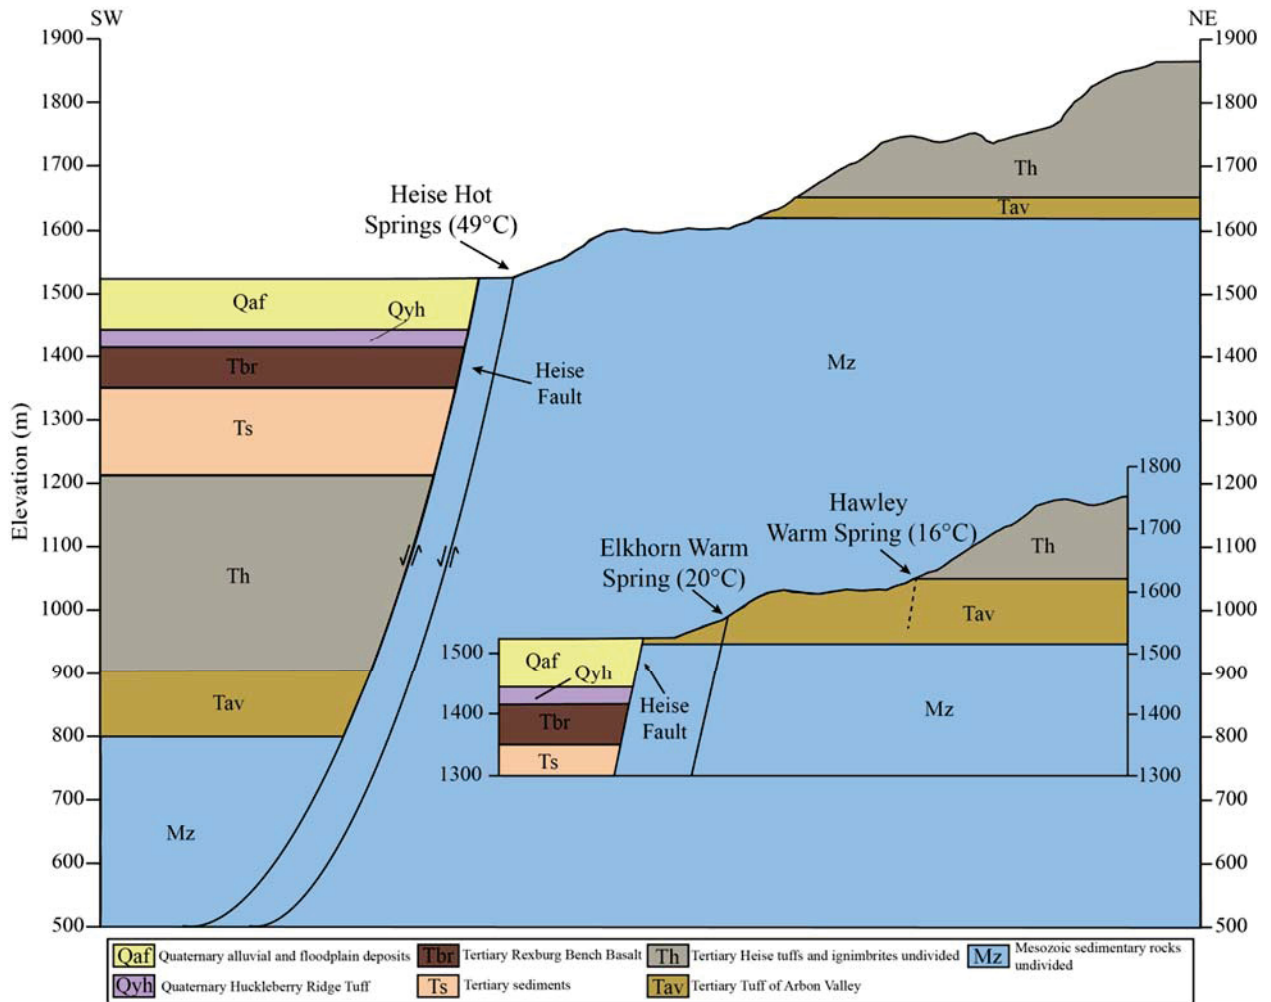 SW
NE
1900
1900
1800
1800
1700
1700
1600
1600
1500
1500
1400
1400
1300
1300
1200
1200
1100
1100
1000
1000
900
900
800
800
700
700
600
600
500
500
Elevation (m)
Heise Hot
Springs (49°C)
Th
Tav
Qaf
Qyh
Tbr
Ts
Th
Tav
Mz
Heise
Fault
Mz
Hawley
Warm Spring (16°C)
Elkhorn Warm
Spring (20°C)
1800
1700
1600
1500
1400
1300
1500
1400
1300
Th
Tav
Qaf
Qyh
Tbr
Ts
Heise
Fault
Mz
Qaf Quaternary alluvial and floodplain deposits
Qyh Quaternary Huckleberry Ridge Tuff
Tbr Tertiary Rexburg Bench Basalt
Ts Tertiary sediments
Th Tertiary Heise tuffs and ignimbrites undivided
Tav Tertiary Tuff of Arbon Valley
Mz Mesozoic sedimentary rocks
undivided